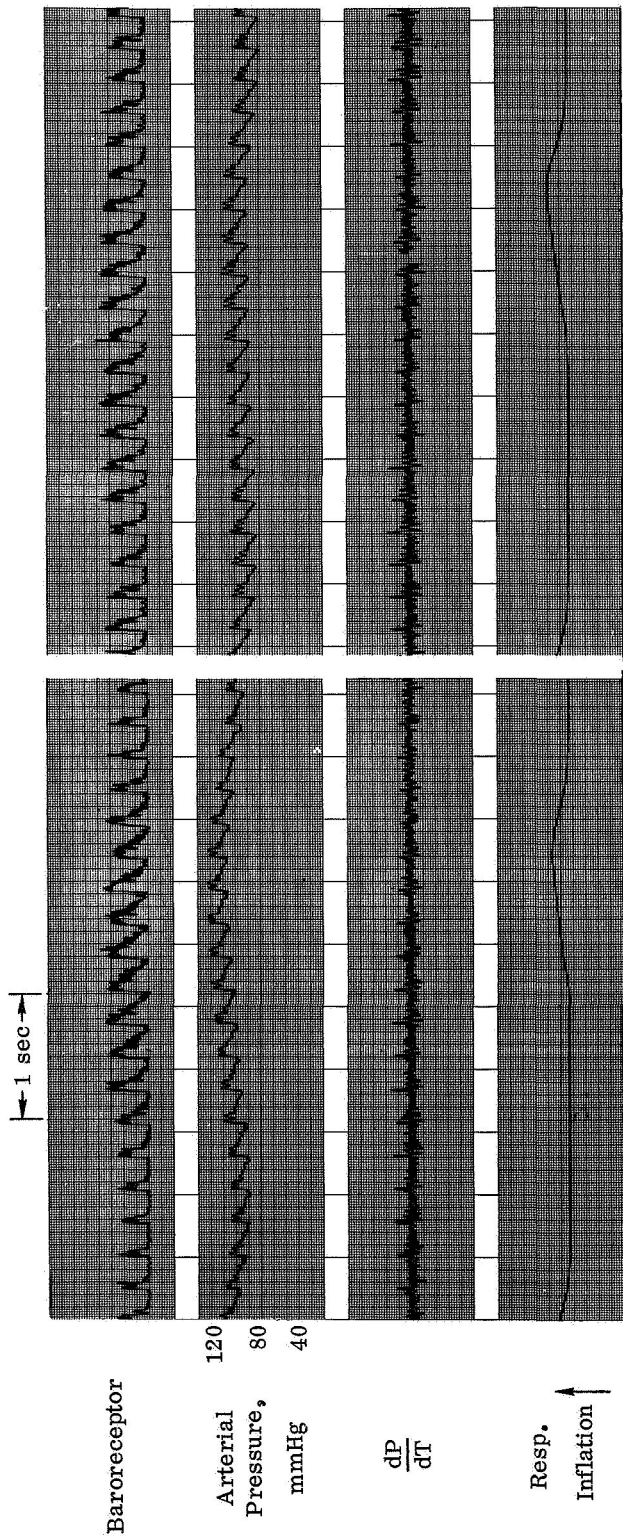 1 sec
Baroreceptor
120
Arterial
Pressure,
80
mmHg
40
dP
dT
Resp.
Inflation